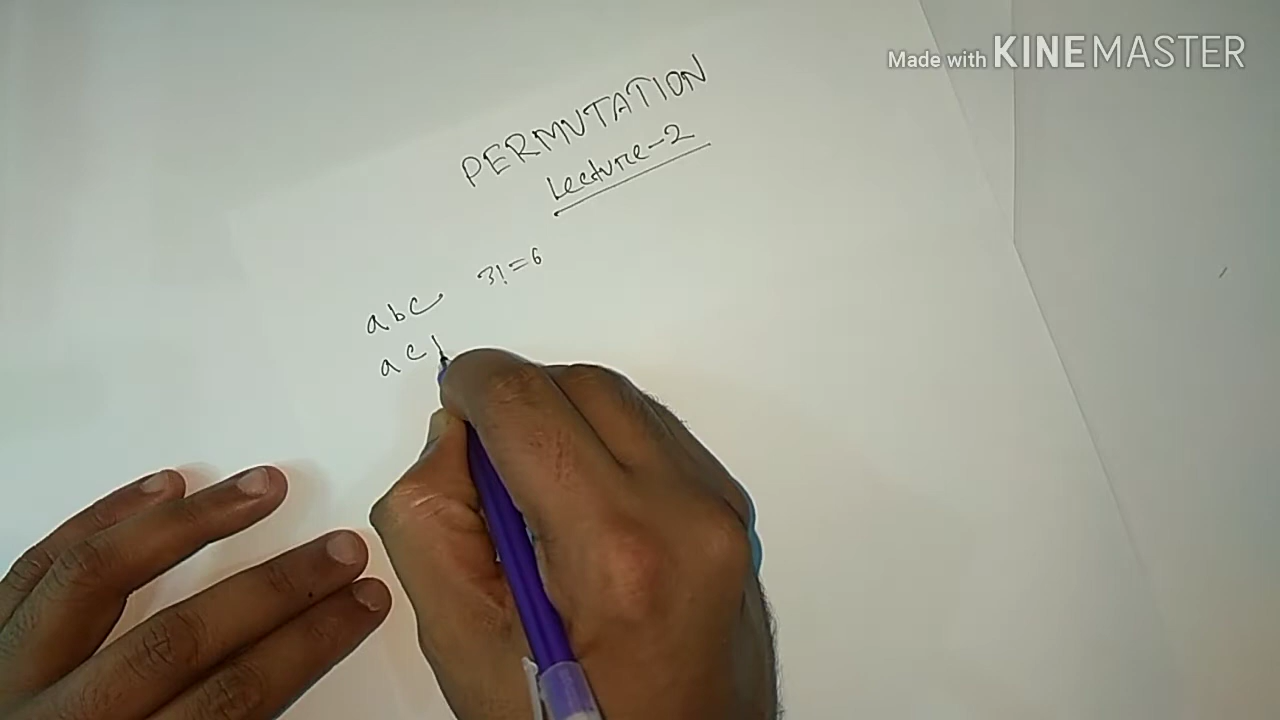 Made with KINEMASTER
PERMUTATION
Lecture-2
3! = 6
abc
ac